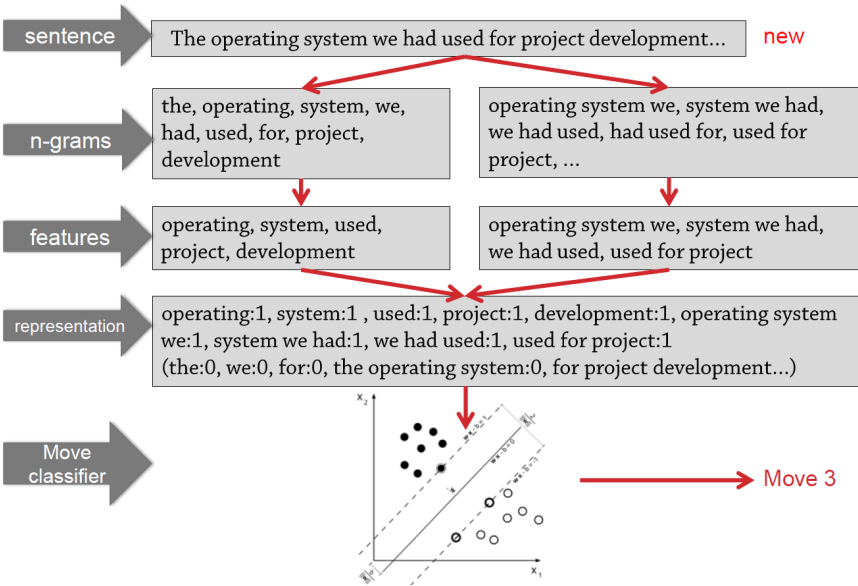 sentence
The operating system we had used for project development...
new
n-grams
the, operating, system, we,
had, used, for, project,
development
operating system we, system we had,
we had used, had used for, used for
project, ...
features
operating, system, used,
project, development
operating system we, system we had,
we had used, used for project
representation
operating:1, system:1 , used:1, project:1, development:1, operating system
we:1, system we had:1, we had used:1, used for project:1
(the:0, we:0, for:0, the operating system:0, for project development...)
Move
classifier
X₂
w x - b = 1
w x - b = 0
w x - b = -1
X₁
Move 3